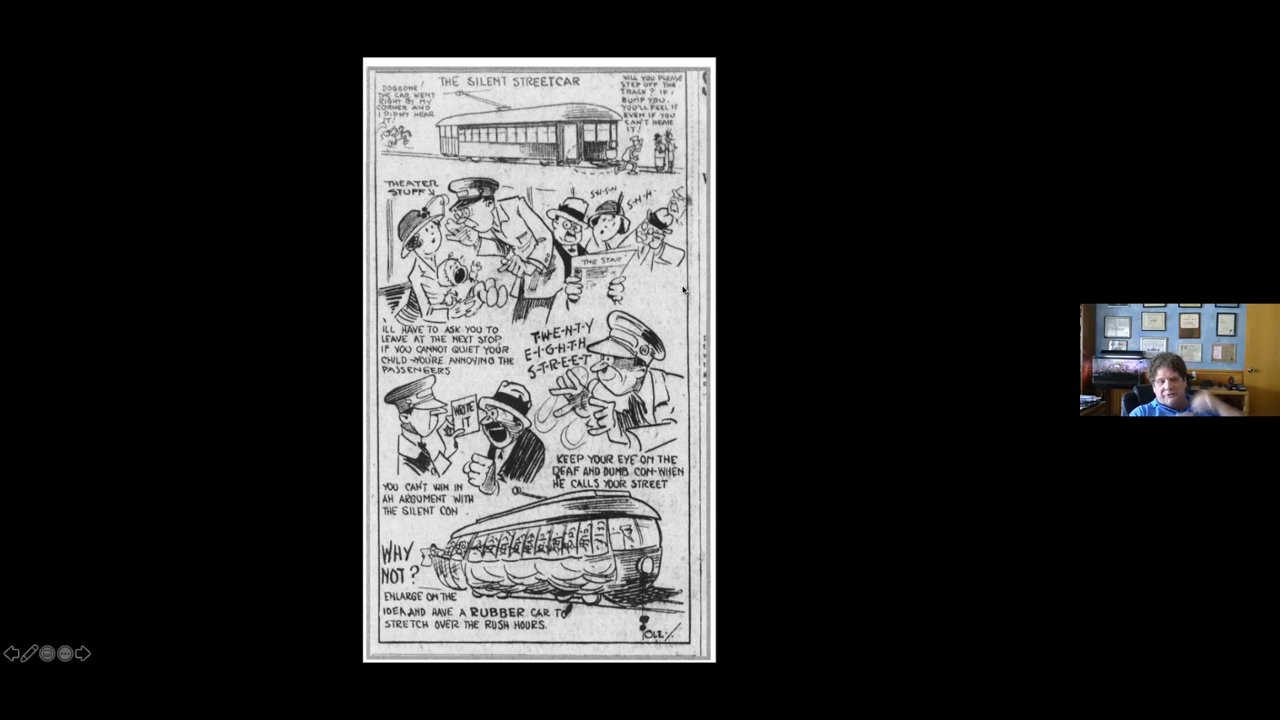 THE SILENT STREETCAR
DOGGONE!
THE CAR WENT
RIGHT BY MY
CORNER AND
I DIDN'T HEAR
IT!
WILL YOU PLEASE
STEP OFF THE
TRACK? IF I
BUMP YOU,
YOU'LL FEEL IT
EVEN IF YOU
CAN'T HEAR
IT!
THEATER
STUFF
S-H-S-H
S-H-H
THE STAR
I'LL HAVE TO ASK YOU TO
LEAVE AT THE NEXT STOP
IF YOU CANNOT QUIET YOUR
CHILD - YOU'RE ANNOYING THE
PASSENGERS
T-W-E-N-T-Y
E-I-G-H-T-H
S-T-R-E-E-T
WRITE
IT
KEEP YOUR EYE ON THE
DEAF AND DUMB CON-WHEN
HE CALLS YOUR STREET
YOU CAN'T WIN IN
AN ARGUMENT WITH
THE SILENT CON
WHY
NOT?
ENLARGE ON THE
IDEA AND HAVE A RUBBER CAR TO
STRETCH OVER THE RUSH HOURS.